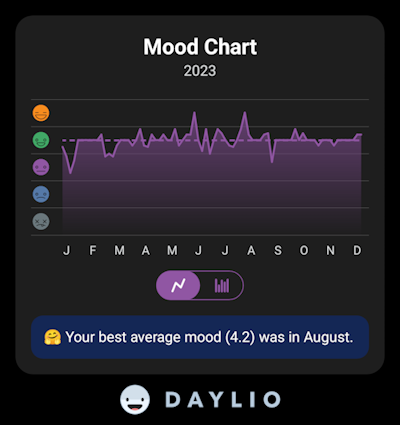 Mood Chart
2023
J F M A M J J A S O N D
🤗 Your best average mood (4.2) was in August.
DAYLIO